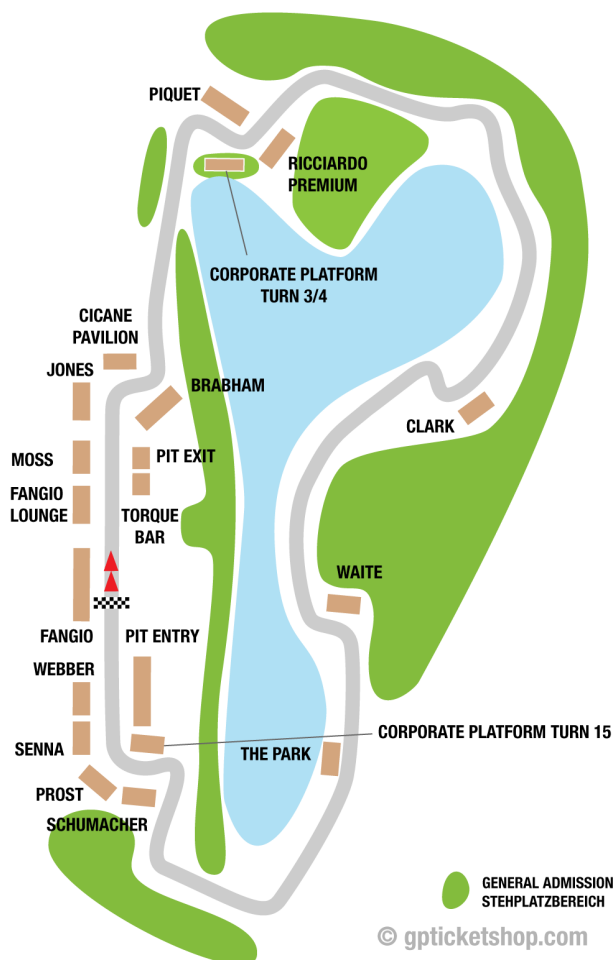 PIQUET
RICCIARDO
PREMIUM
CORPORATE PLATFORM
TURN 3/4
CICANE
PAVILION
JONES
BRABHAM
CLARK
MOSS
PIT EXIT
FANGIO
LOUNGE
TORQUE
BAR
WAITE
FANGIO
PIT ENTRY
WEBBER
CORPORATE PLATFORM TURN 15
SENNA
THE PARK
PROST
SCHUMACHER
GENERAL ADMISSION
STEHPLATZBEREICH
© gpticketshop.com